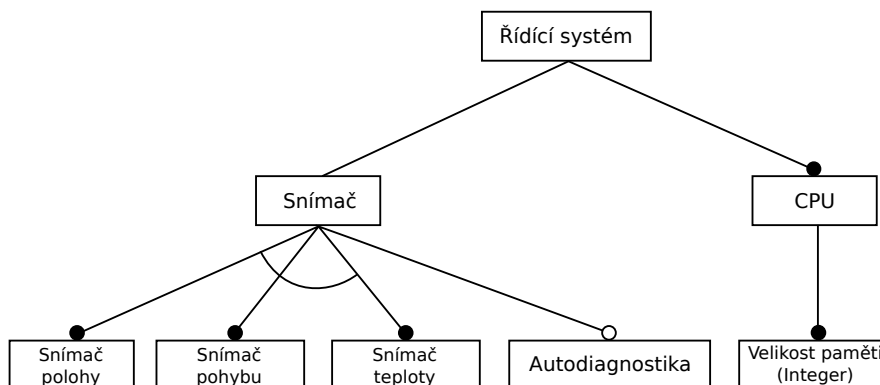 Řídící systém
Snímač
CPU
Snímač
polohy
Snímač
pohybu
Snímač
teploty
Autodiagnostika
Velikost paměti
(Integer)